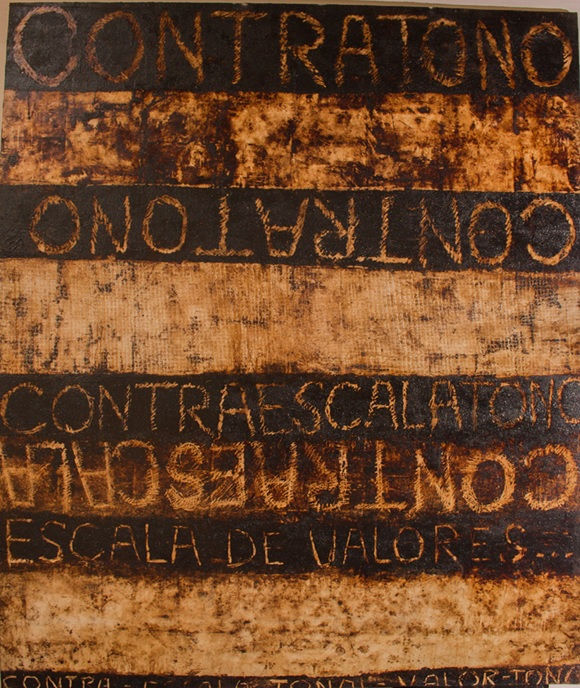 CONTRATONO
CONTRATONO
CONTRAESCALATONO
CONTRAESCALA
ESCALA DE VALORES...
CONTRA-ESCALA TONAL-VALOR-TONO